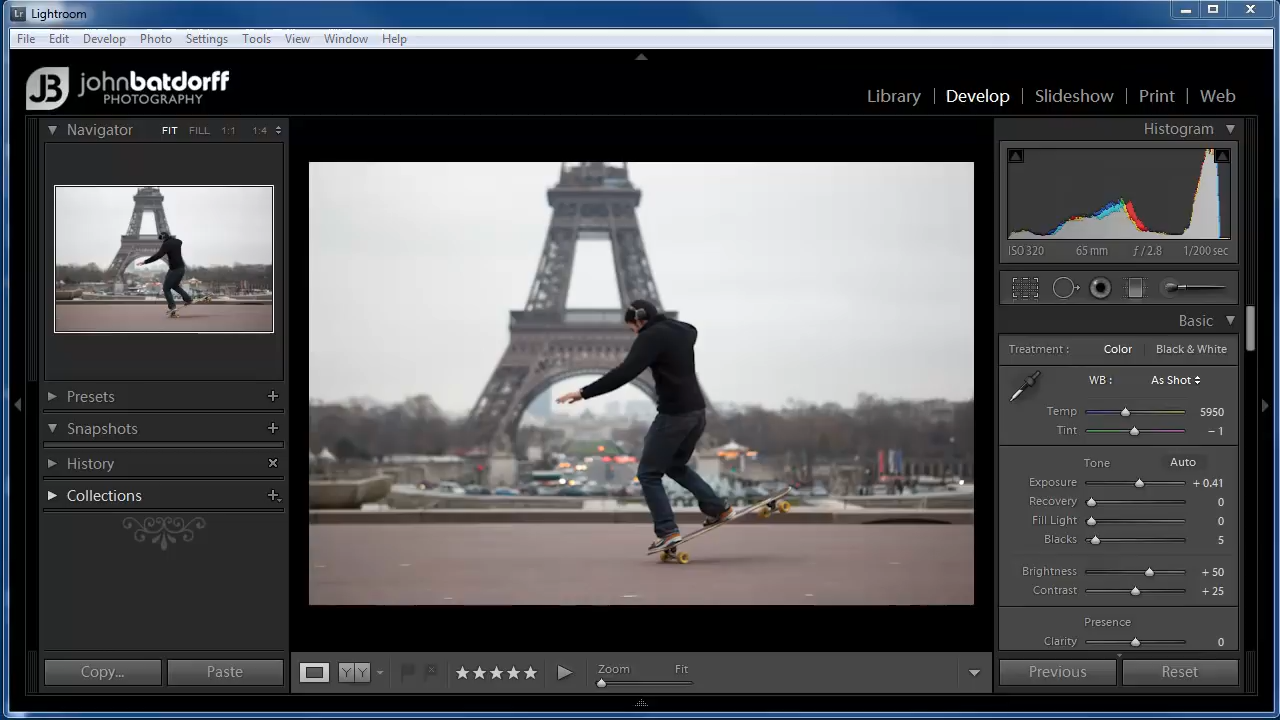 Lr Lightroom
File Edit Develop Photo Settings Tools View Window Help
JB johnbatdorff
PHOTOGRAPHY
Library | Develop | Slideshow | Print | Web
Navigator FIT FILL 1:1 1:4
Histogram
ISO 320 65 mm ƒ / 2.8 1/200 sec
Basic
Treatment : Color Black & White
WB : As Shot
Temp 5950
Tint − 1
Presets
Snapshots
History
Collections
Tone Auto
Exposure + 0.41
Recovery 0
Fill Light 0
Blacks 5
Brightness + 50
Contrast + 25
Presence
Clarity 0
Copy... Paste
YY
Zoom Fit
Previous Reset